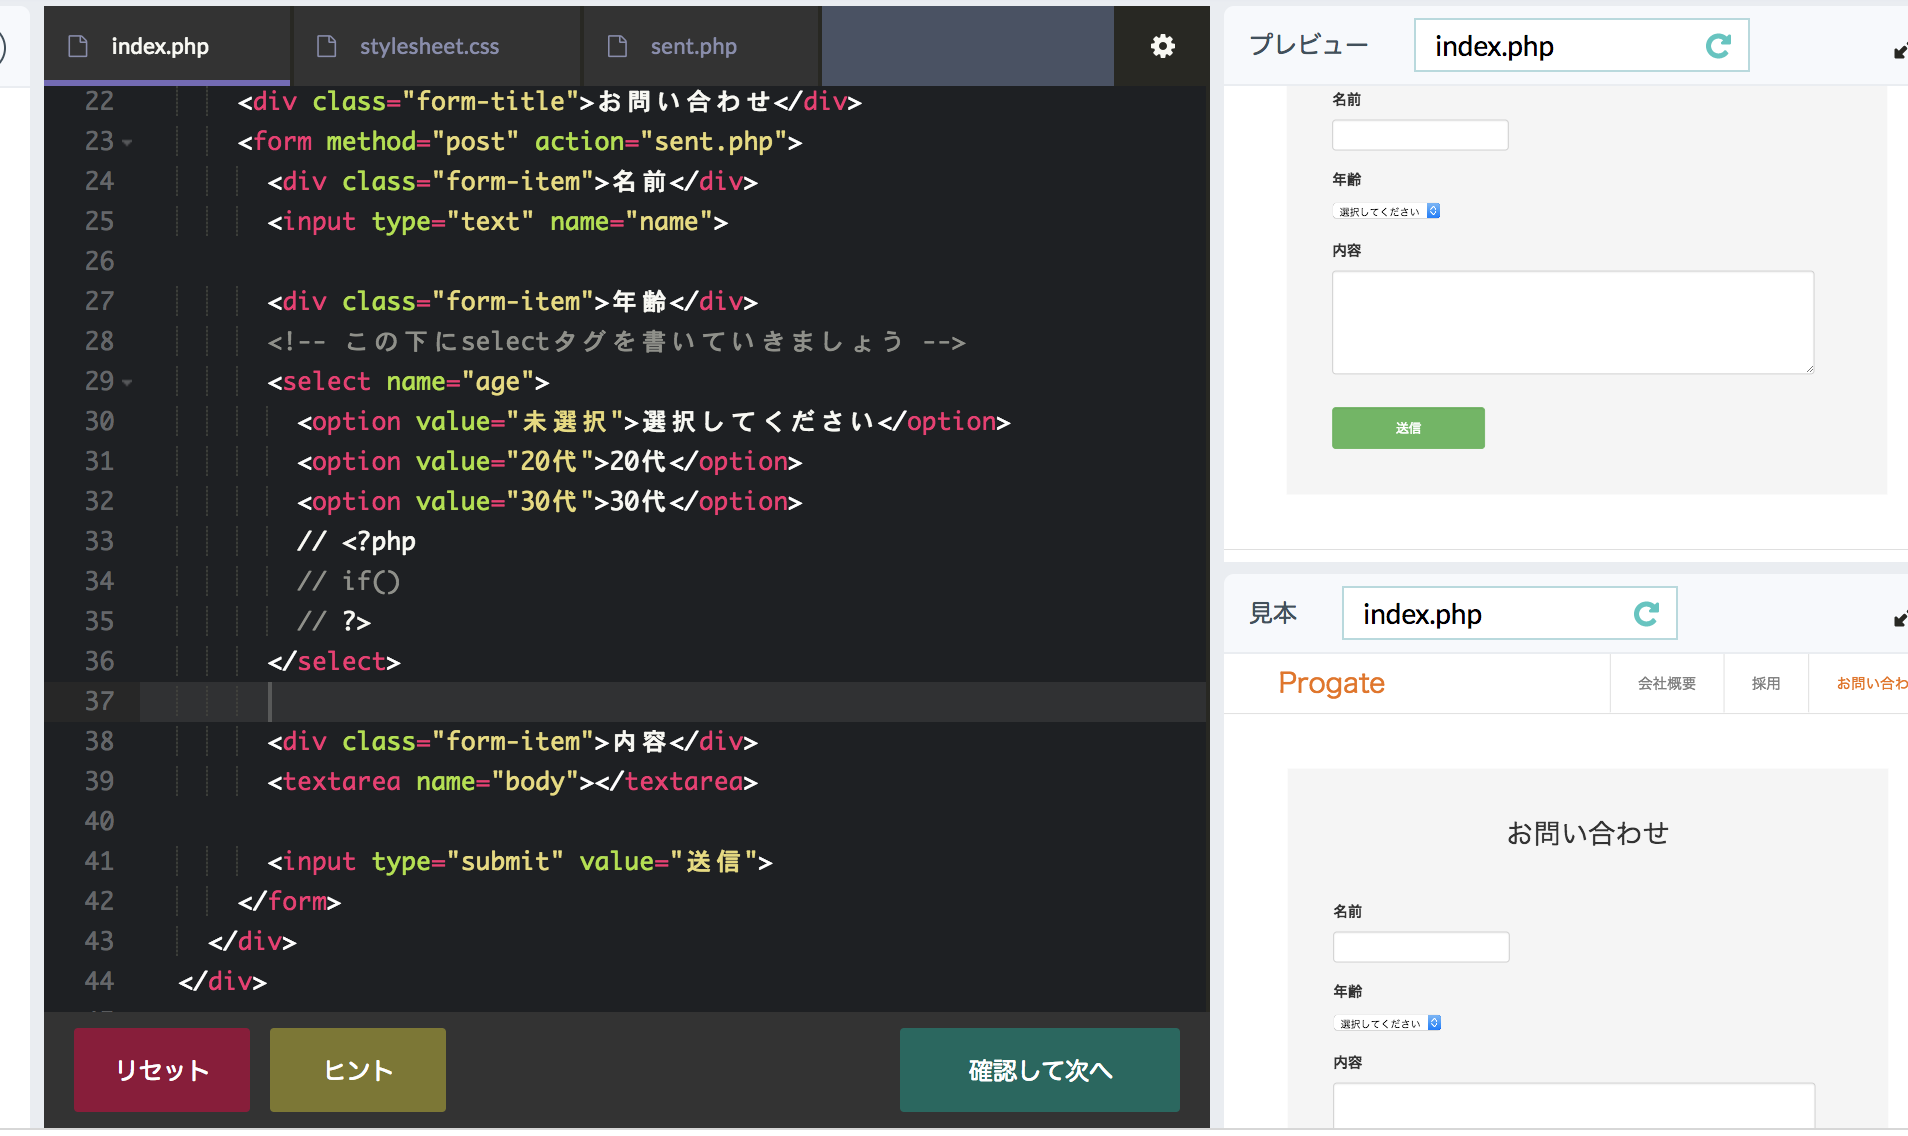 index.php
stylesheet.css
sent.php
22 <div class="form-title">お問い合わせ</div>
23 <form method="post" action="sent.php">
24 <div class="form-item">名前</div>
25 <input type="text" name="name">
26
27 <div class="form-item">年齢</div>
28 <!-- この下にselectタグを書いていきましょう -->
29 <select name="age">
30 <option value="未選択">選択してください</option>
31 <option value="20代">20代</option>
32 <option value="30代">30代</option>
33 // <?php
34 // if()
35 // ?>
36 </select>
37
38 <div class="form-item">内容</div>
39 <textarea name="body"></textarea>
40
41 <input type="submit" value="送信">
42 </form>
43 </div>
44 </div>
リセット
ヒント
確認して次へ
プレビュー
index.php
名前
年齢
選択してください
内容
送信
見本
index.php
Progate
会社概要
採用
お問い合わ
お問い合わせ
名前
年齢
選択してください
内容